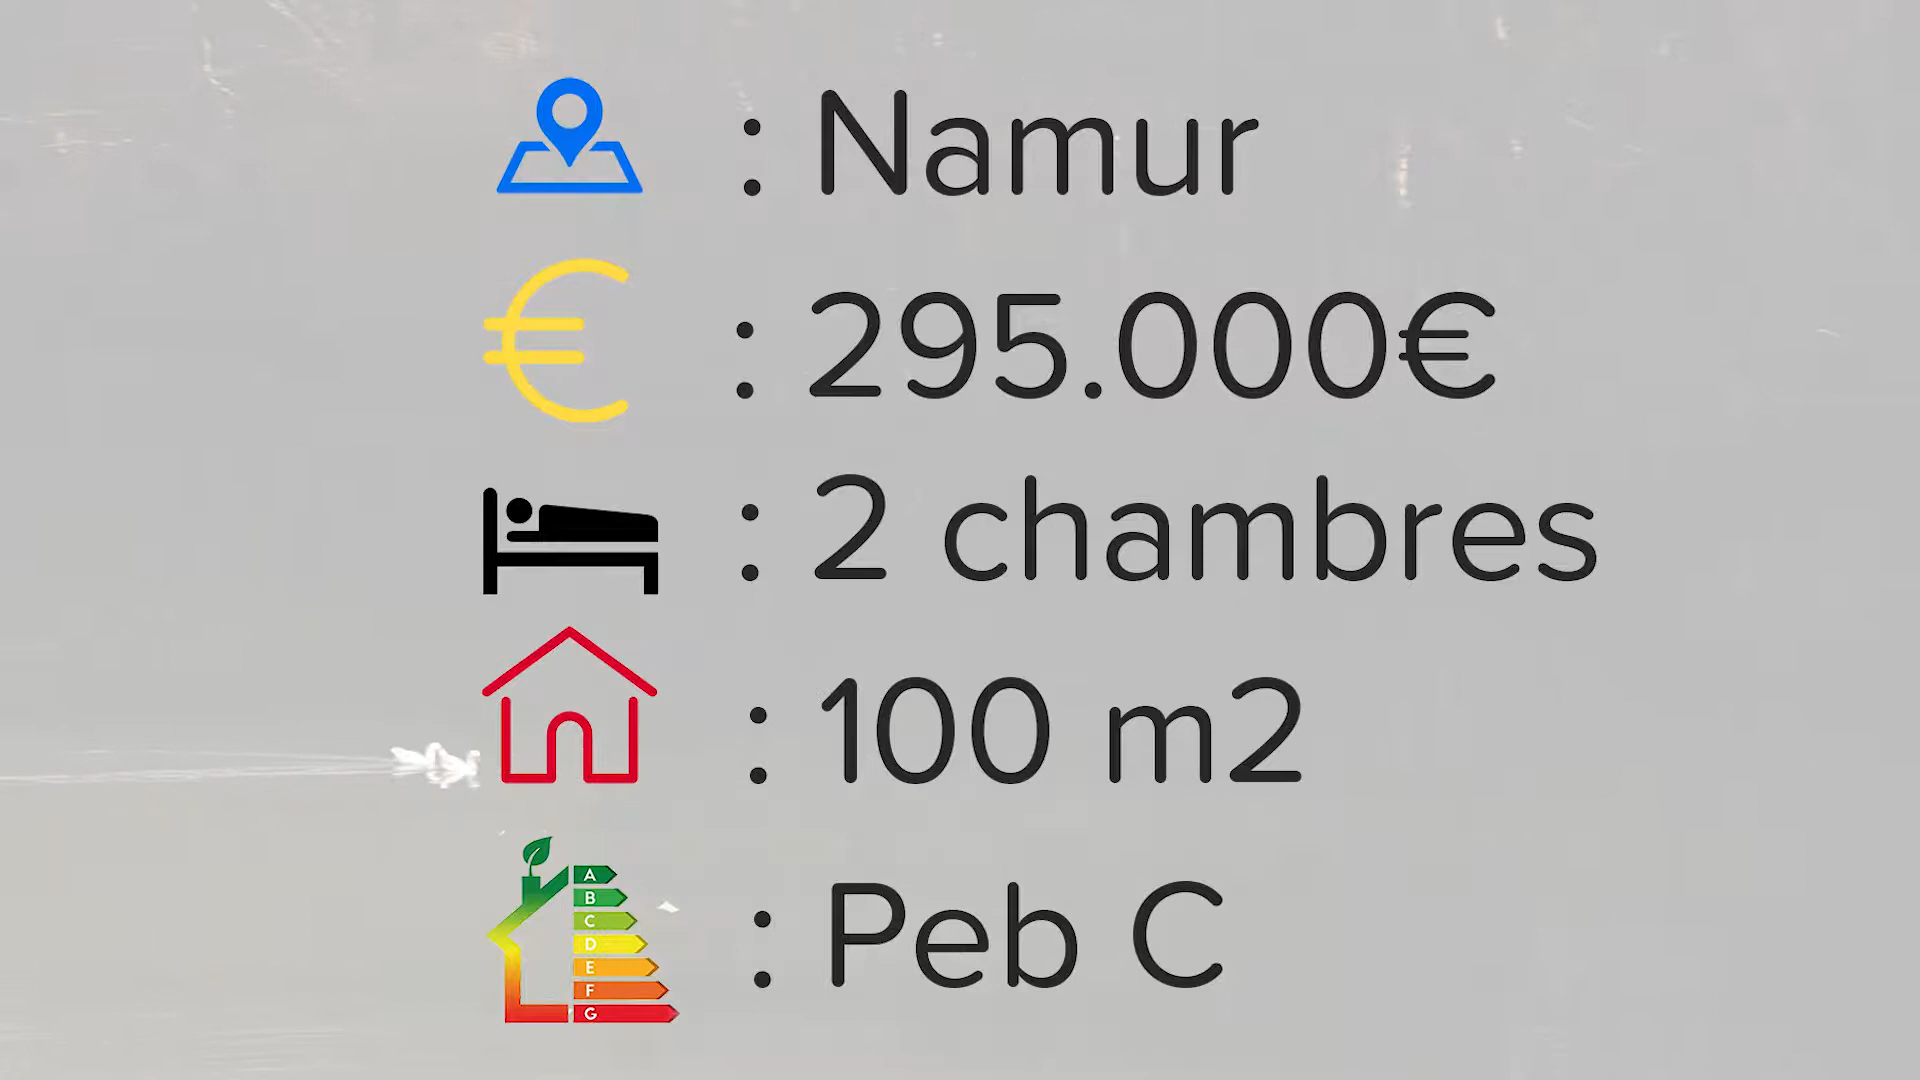 : Namur
€ : 295.000€
: 2 chambres
: 100 m2
A
B
C
D
E
F
G
: Peb C